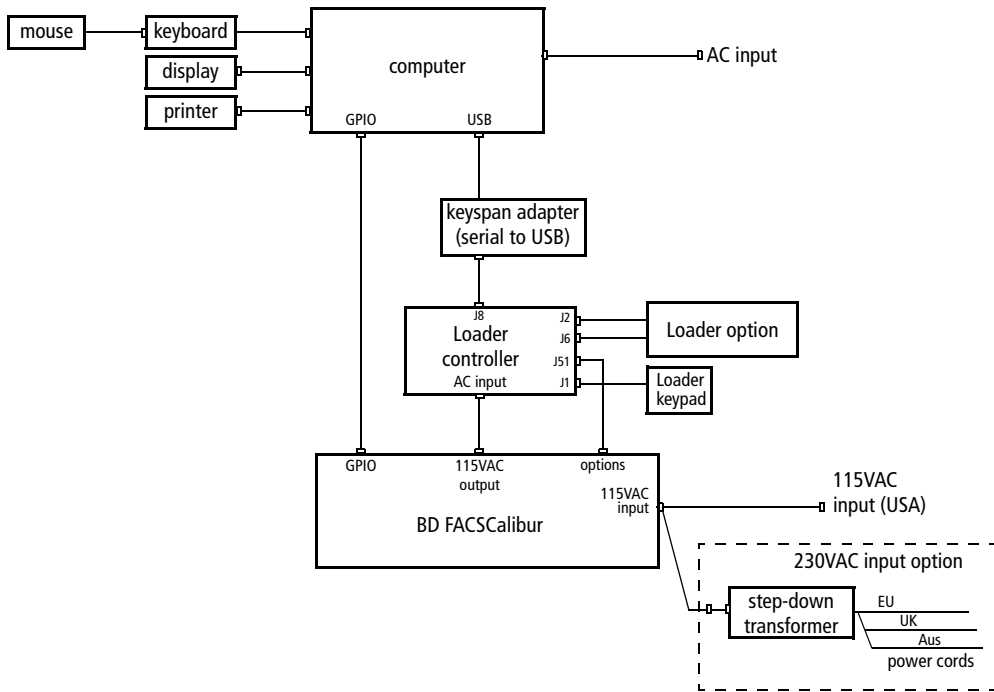 mouse
keyboard
display
printer
computer
GPIO
USB
AC input
keyspan adapter
(serial to USB)
J8
Loader
controller
AC input
J2
J6
J51
J1
Loader option
Loader
keypad
GPIO
115VAC
output
options
115VAC
input
BD FACSCalibur
115VAC
input (USA)
230VAC input option
step-down
transformer
EU
UK
Aus
power cords